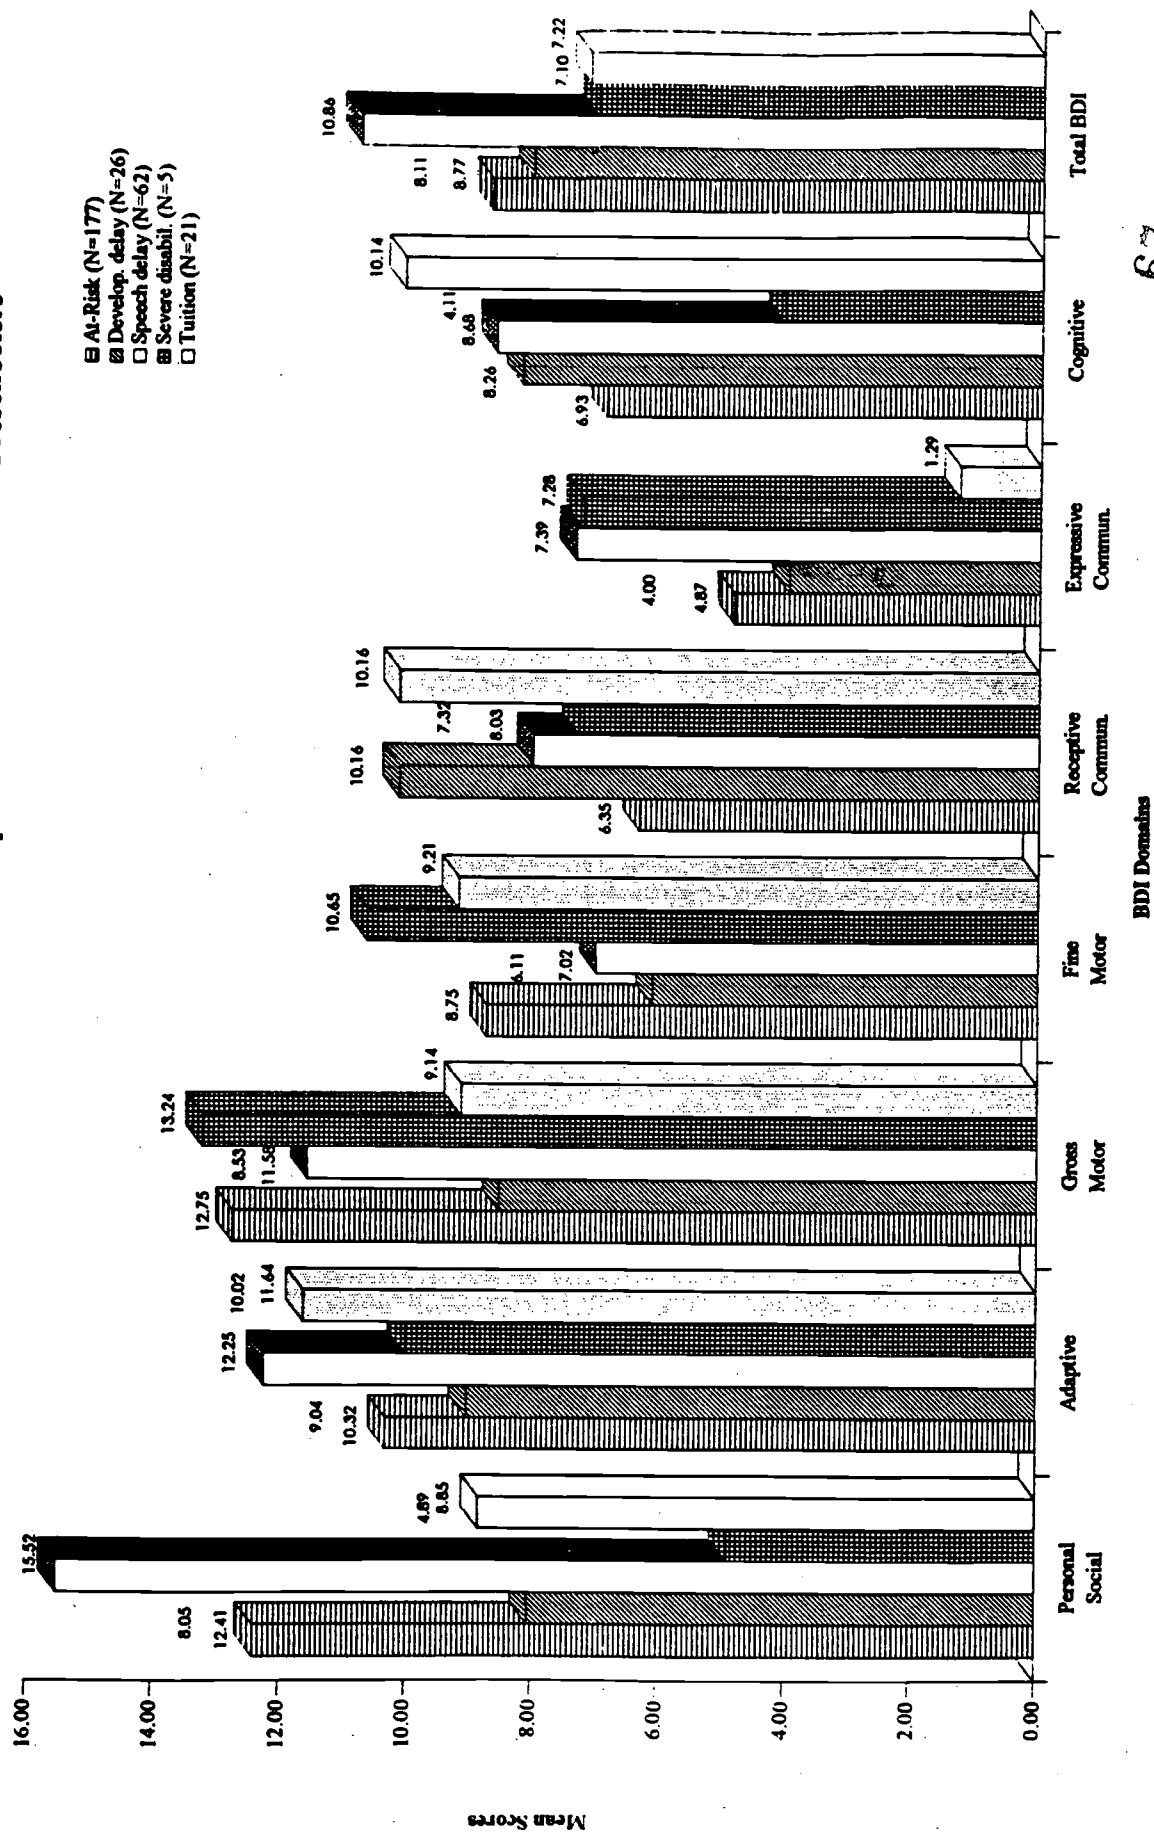 At-Risk (N=177)
Develop. delay (N=26)
Speech delay (N=62)
Severe disabil. (N=5)
Tuition (N=21)
Mean Scores
16.00
14.00
12.00
10.00
8.00
6.00
4.00
2.00
0.00
12.41
8.05
15.52
4.89
8.85
10.32
9.04
12.25
10.02
11.64
12.75
8.53
11.58
13.24
9.14
8.75
6.11
7.02
10.65
9.21
6.35
10.16
8.03
7.32
10.16
4.87
4.00
7.39
7.28
1.29
6.93
8.26
8.68
4.11
10.14
8.77
8.11
10.86
7.10
7.22
Personal
Social
Adaptive
Gross
Motor
Fine
Motor
Receptive
Commun.
Expressive
Commun.
Cognitive
Total BDI
BDI Domains